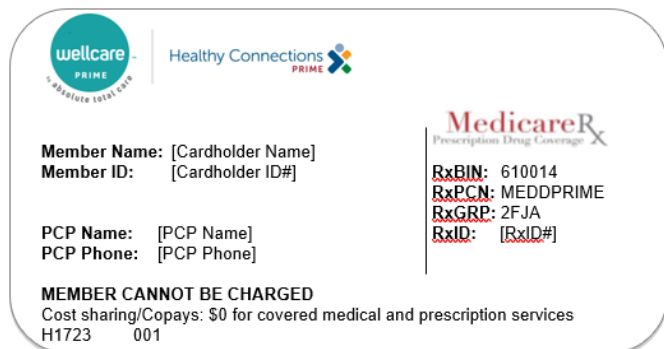 wellcare
PRIME
by absolute total care
Healthy Connections
PRIME
MedicareRx
Prescription Drug Coverage X
Member Name: [Cardholder Name]
Member ID: [Cardholder ID#]
RxBIN: 610014
RxPCN: MEDDPRIME
RxGRP: 2FJA
RxID: [RxID#]
PCP Name: [PCP Name]
PCP Phone: [PCP Phone]
MEMBER CANNOT BE CHARGED
Cost sharing/Copays: $0 for covered medical and prescription services
H1723 001